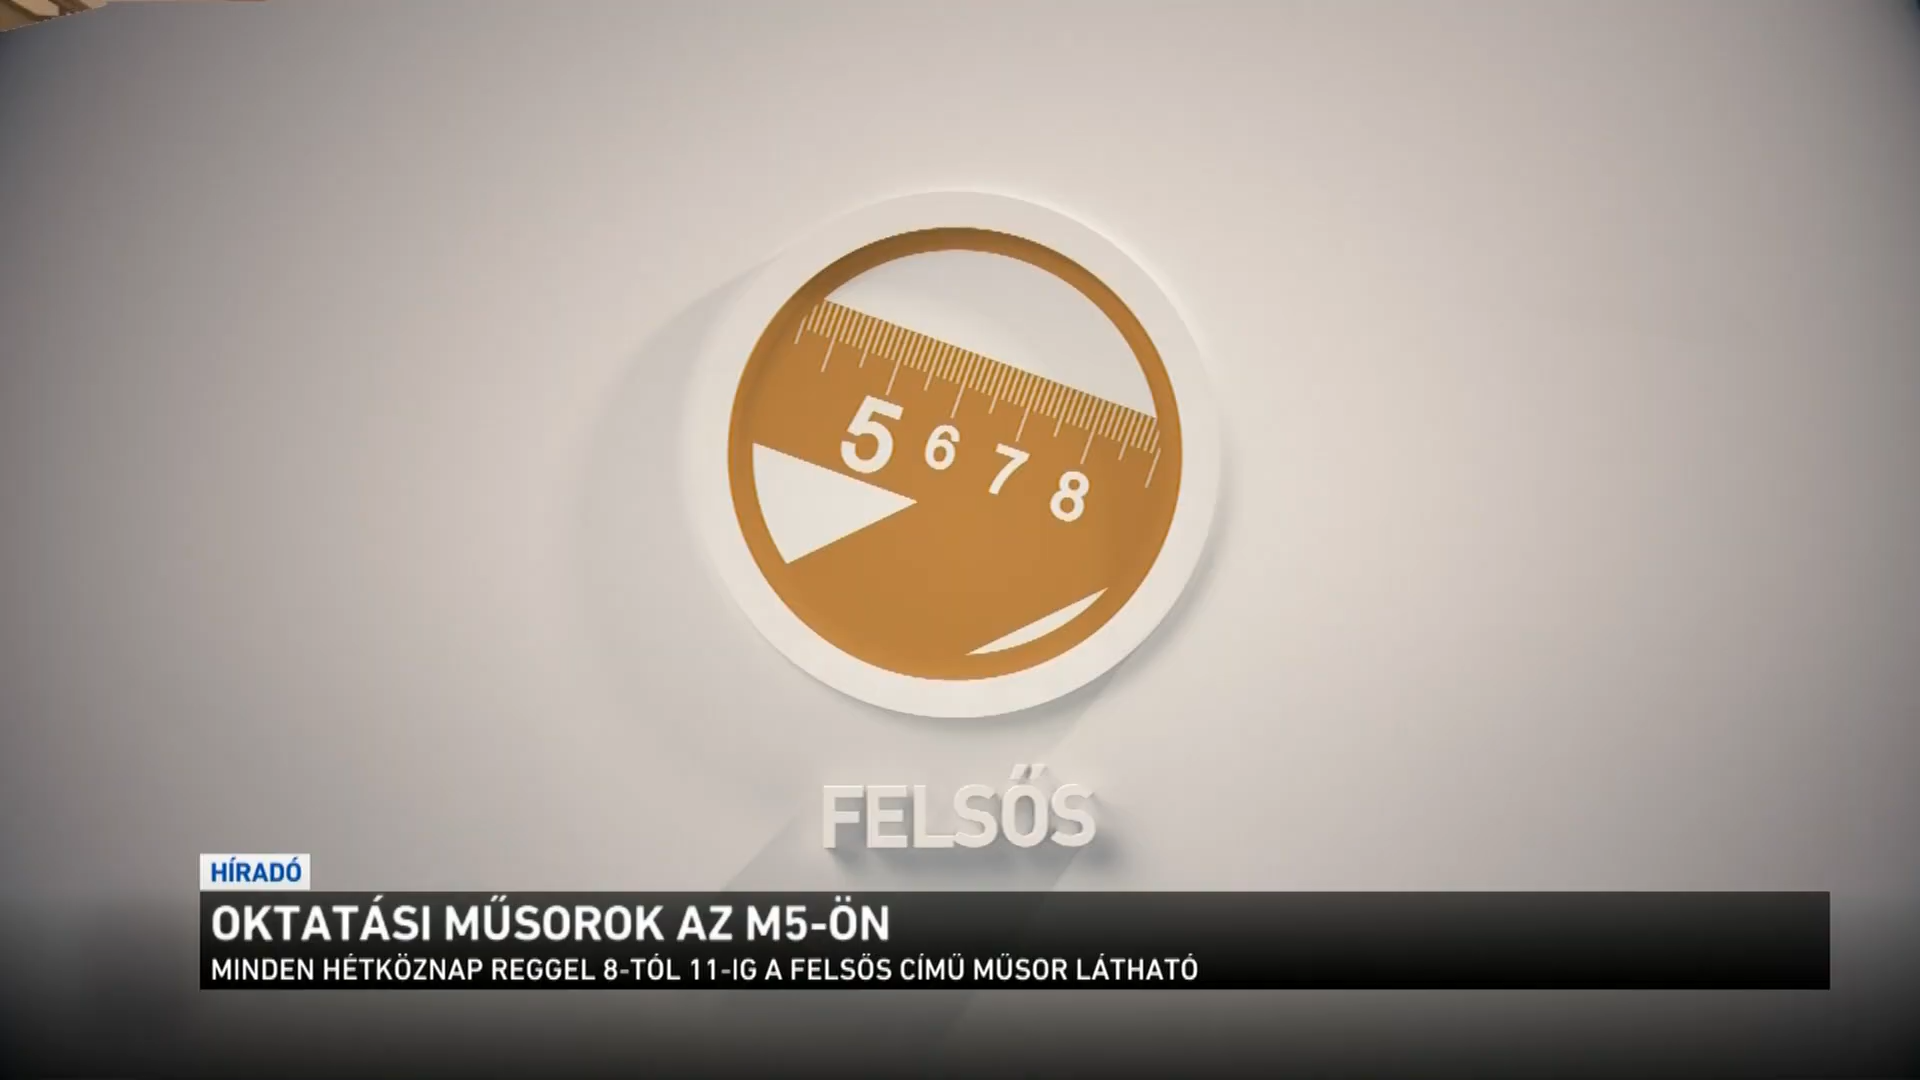 5 6 7 8
FELSŐS
HÍRADÓ
OKTATÁSI MŰSOROK AZ M5-ÖN
MINDEN HÉTKÖZNAP REGGEL 8-TÓL 11-IG A FELSŐS CÍMŰ MŰSOR LÁTHATÓ